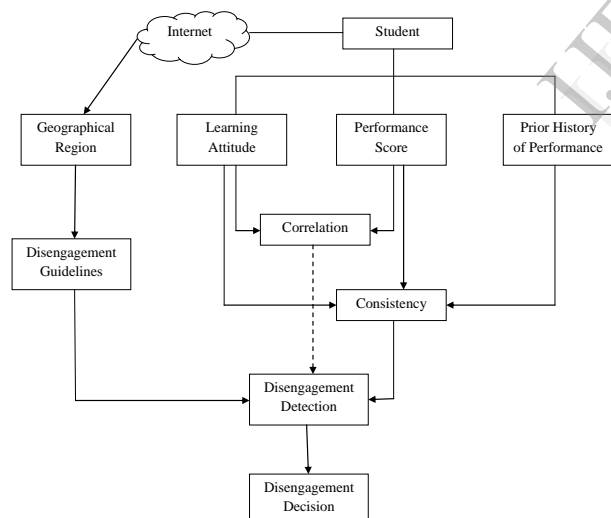 Internet
Student
Geographical
Region
Learning
Attitude
Performance
Score
Prior History
of Performance
Correlation
Disengagement
Guidelines
Consistency
Disengagement
Detection
Disengagement
Decision